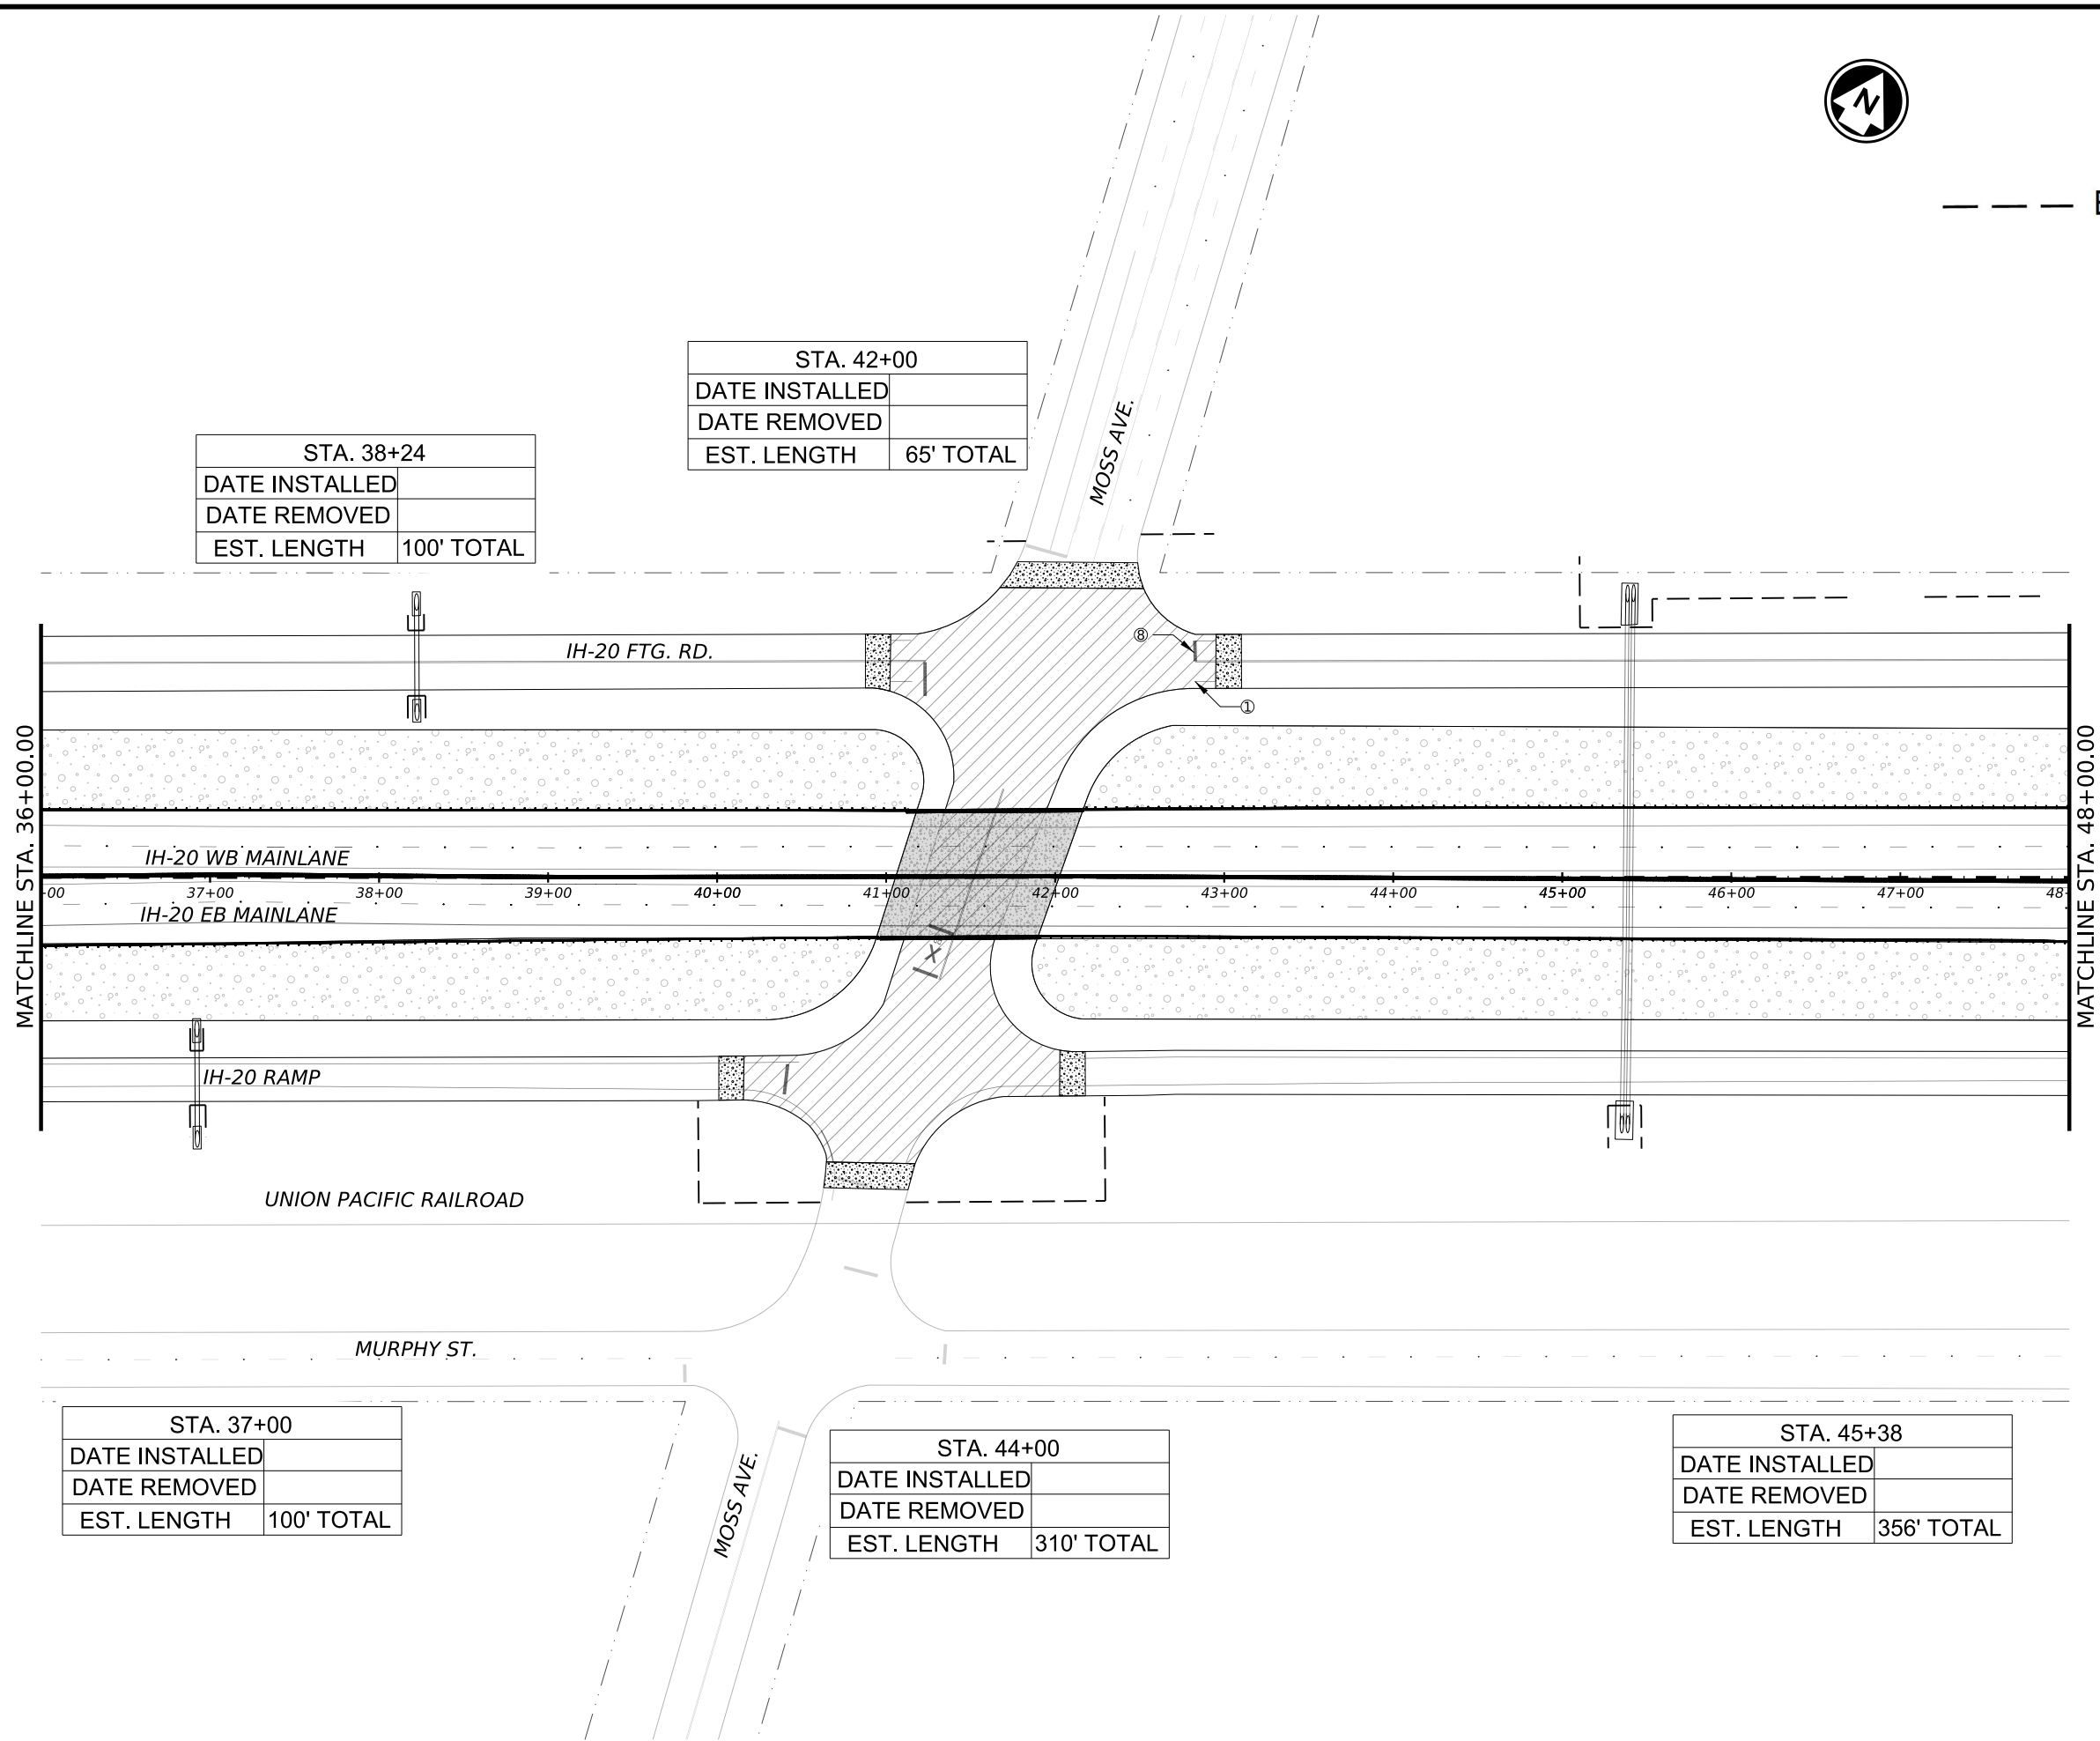 N
STA. 42+00
DATE INSTALLED
DATE REMOVED
EST. LENGTH 65' TOTAL
STA. 38+24
DATE INSTALLED
DATE REMOVED
EST. LENGTH 100' TOTAL
MOSS AVE.
8
IH-20 FTG. RD.
1
MATCHLINE STA. 36+00.00
MATCHLINE STA. 48+00.00
IH-20 WB MAINLANE
+00 37+00 38+00 39+00 40+00 41+00 42+00 43+00 44+00 45+00 46+00 47+00 48+
IH-20 EB MAINLANE
X
IH-20 RAMP
UNION PACIFIC RAILROAD
MURPHY ST.
STA. 37+00
DATE INSTALLED
DATE REMOVED
EST. LENGTH 100' TOTAL
MOSS AVE.
STA. 44+00
DATE INSTALLED
DATE REMOVED
EST. LENGTH 310' TOTAL
STA. 45+38
DATE INSTALLED
DATE REMOVED
EST. LENGTH 356' TOTAL